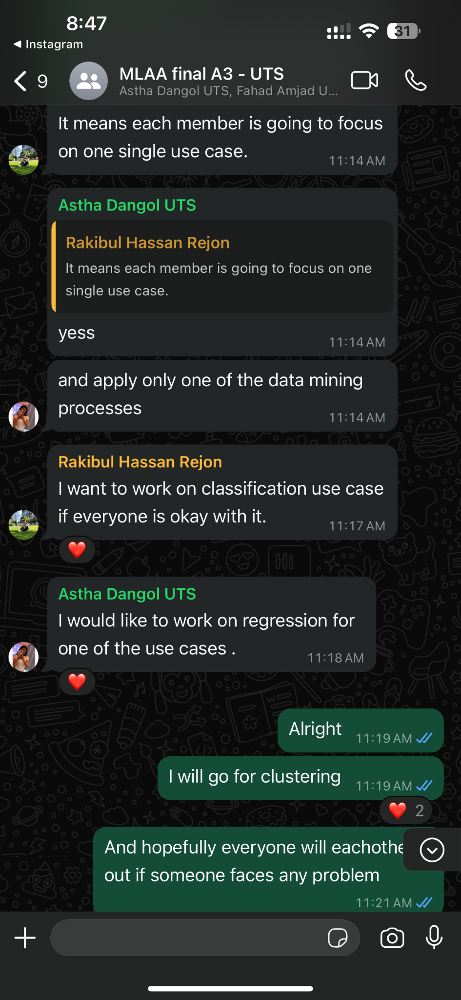 8:47
31
◀ Instagram
9
MLAA final A3 - UTS
Astha Dangol UTS, Fahad Amjad U...
It means each member is going to focus
on one single use case.
11:14 AM
Astha Dangol UTS
Rakibul Hassan Rejon
It means each member is going to focus on one
single use case.
yess
11:14 AM
and apply only one of the data mining
processes
11:14 AM
Rakibul Hassan Rejon
I want to work on classification use case
if everyone is okay with it.
11:17 AM
❤️
Astha Dangol UTS
I would like to work on regression for
one of the use cases .
11:18 AM
❤️
Alright
11:19 AM
I will go for clustering
11:19 AM
❤️ 2
And hopefully everyone will eachothe
out if someone faces any problem
11:21 AM